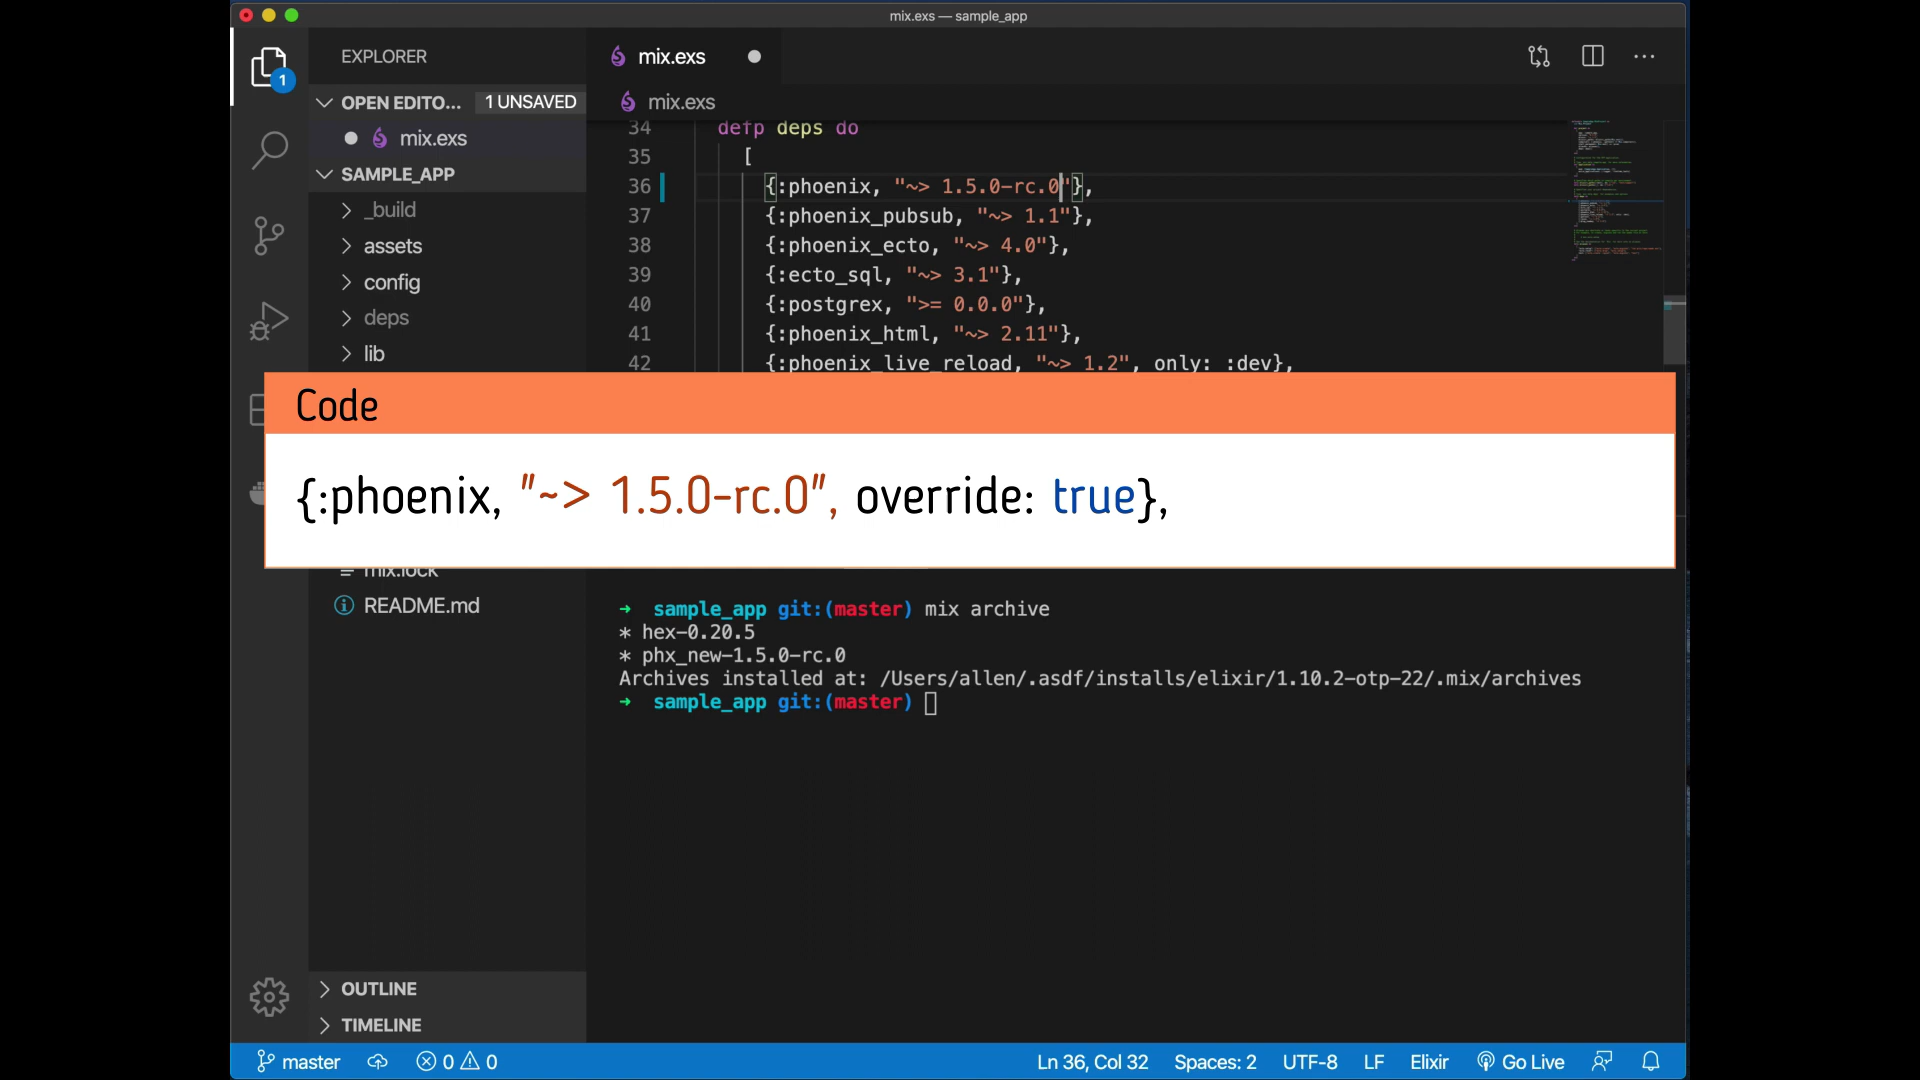 mix.exs — sample_app
EXPLORER
mix.exs
1
OPEN EDITO... 1 UNSAVED
mix.exs
mix.exs
SAMPLE_APP
_build
assets
config
deps
lib
34 defp deps do
35 [
36 {:phoenix, "~> 1.5.0-rc.0"},
37 {:phoenix_pubsub, "~> 1.1"},
38 {:phoenix_ecto, "~> 4.0"},
39 {:ecto_sql, "~> 3.1"},
40 {:postgrex, ">= 0.0.0"},
41 {:phoenix_html, "~> 2.11"},
42 {:phoenix_live_reload, "~> 1.2", only: :dev},
Code
{:phoenix, "~> 1.5.0-rc.0", override: true},
mix.lock
README.md
➜ sample_app git:(master) mix archive
* hex-0.20.5
* phx_new-1.5.0-rc.0
Archives installed at: /Users/allen/.asdf/installs/elixir/1.10.2-otp-22/.mix/archives
➜ sample_app git:(master)
OUTLINE
TIMELINE
master 0 0 Ln 36, Col 32 Spaces: 2 UTF-8 LF Elixir Go Live